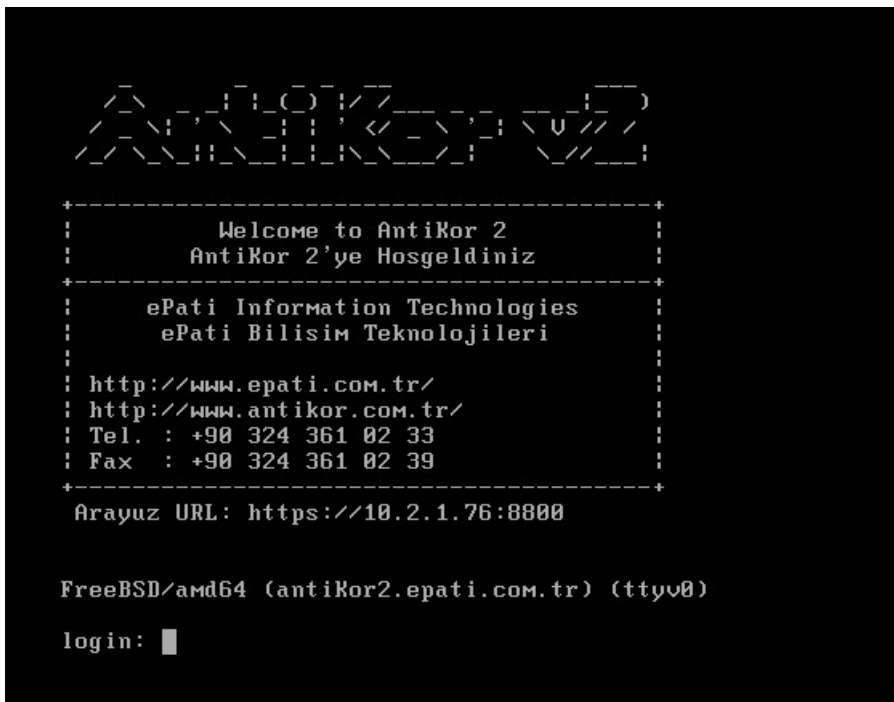 AntiKor v2
Welcome to AntiKor 2
AntiKor 2'ye Hosgeldiniz
ePati Information Technologies
ePati Bilisim Teknolojileri
http://www.epati.com.tr/
http://www.antikor.com.tr/
Tel. : +90 324 361 02 33
Fax : +90 324 361 02 39
Arayuz URL: https://10.2.1.76:8800
FreeBSD/amd64 (antiKor2.epati.com.tr) (ttyv0)
login: